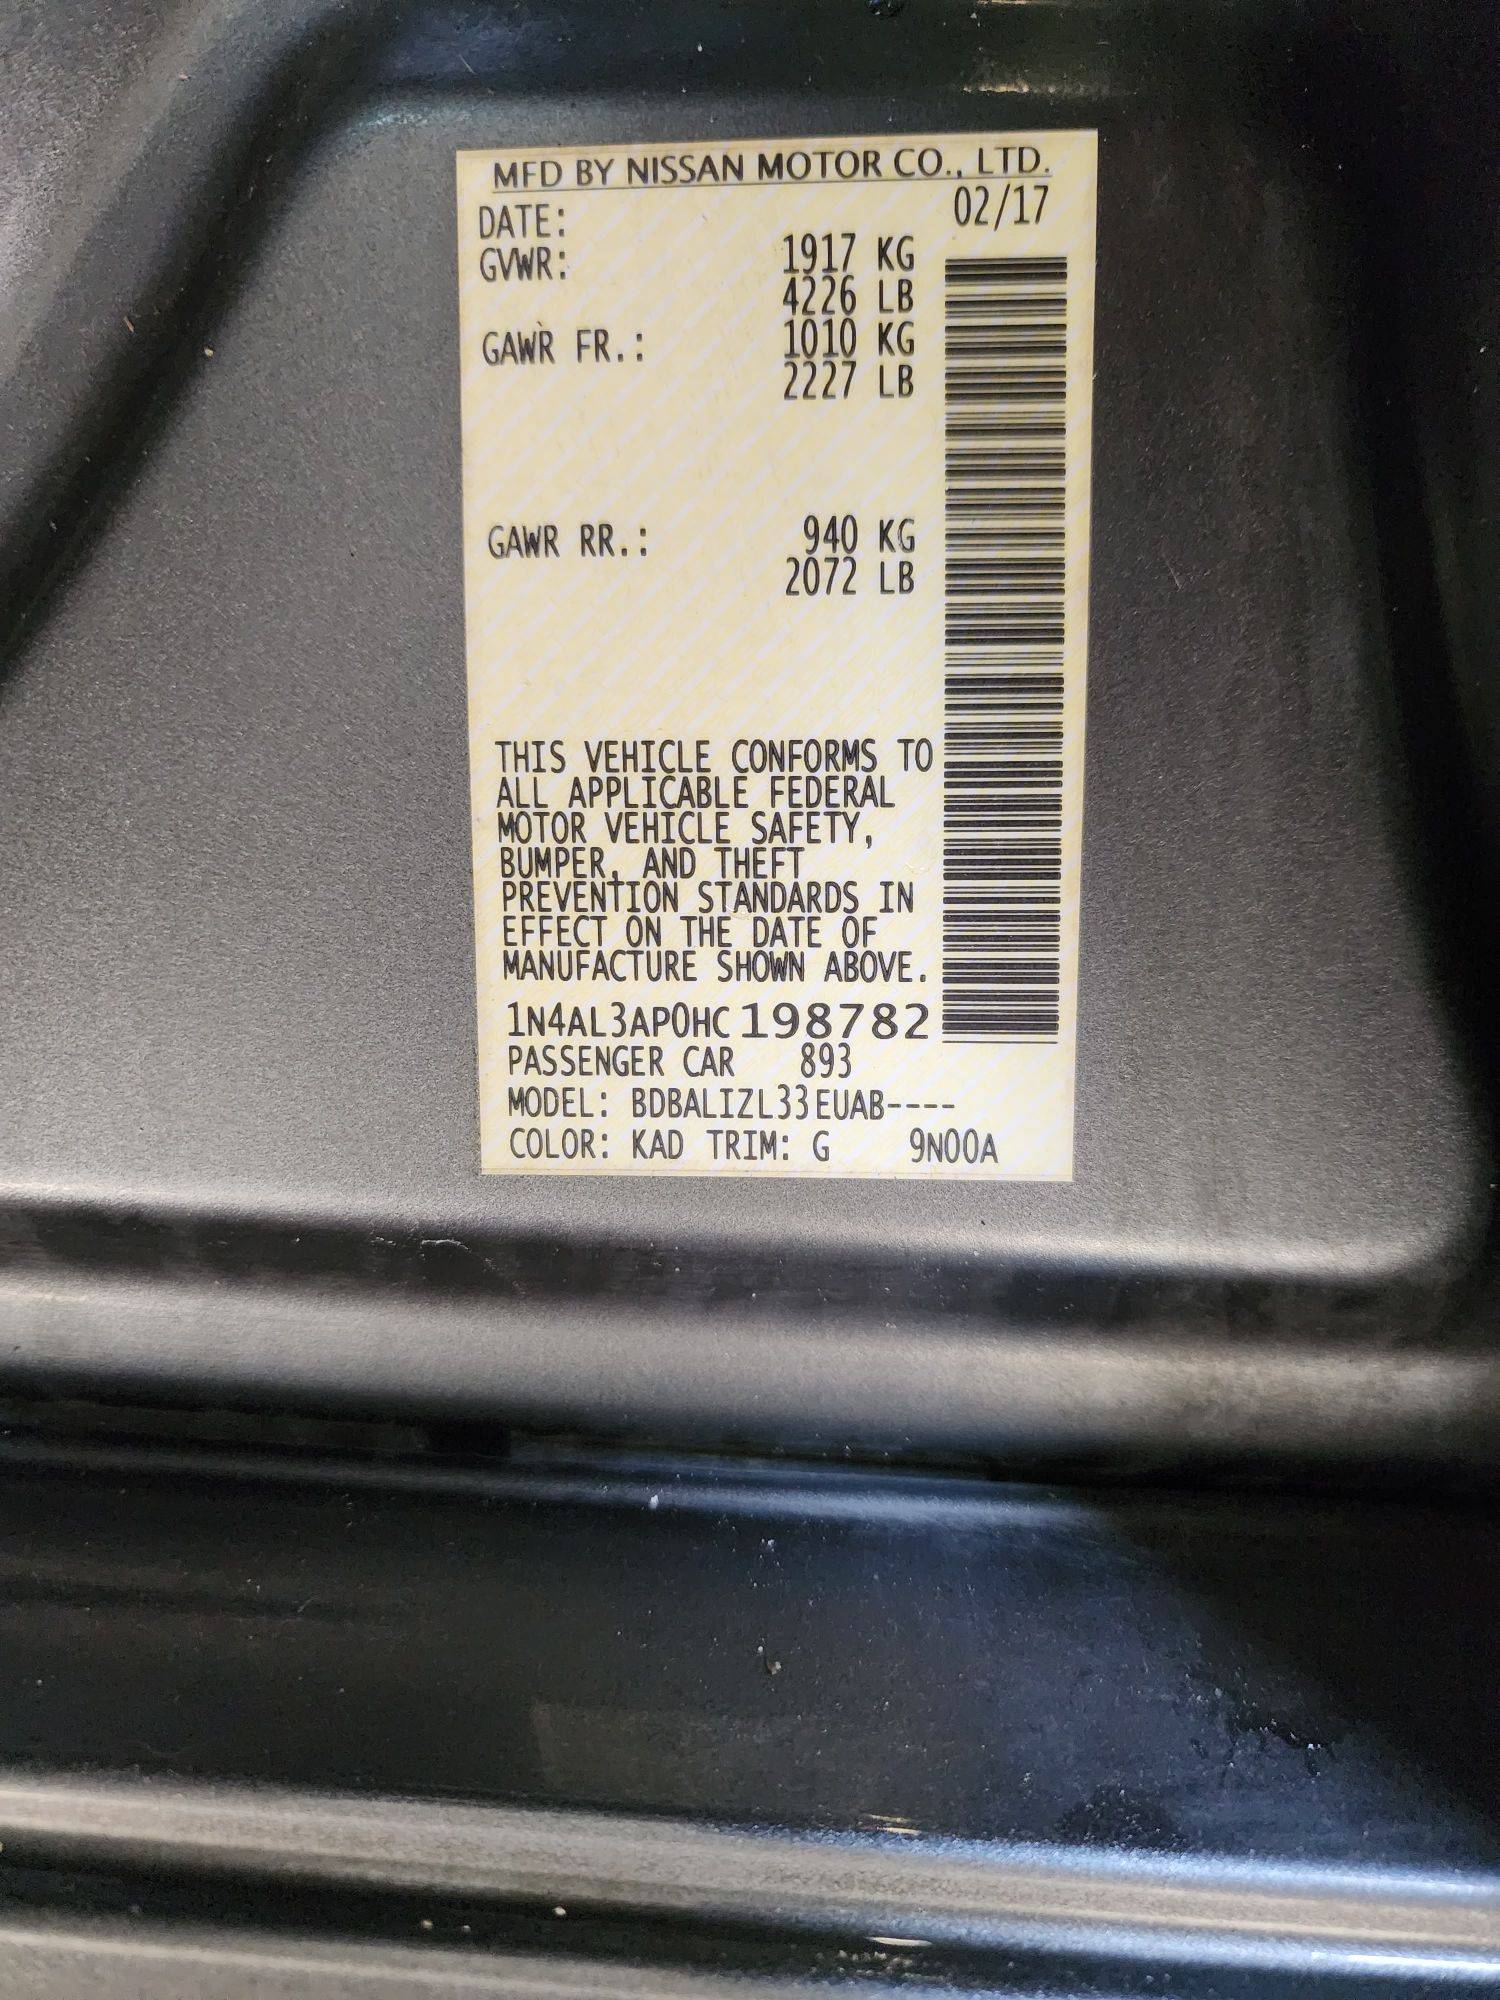 MFD BY NISSAN MOTOR CO., LTD.
DATE: 02/17
GVWR: 1917 KG
4226 LB
GAWR FR.: 1010 KG
2227 LB
GAWR RR.: 940 KG
2072 LB
THIS VEHICLE CONFORMS TO
ALL APPLICABLE FEDERAL
MOTOR VEHICLE SAFETY,
BUMPER, AND THEFT
PREVENTION STANDARDS IN
EFFECT ON THE DATE OF
MANUFACTURE SHOWN ABOVE.
1N4AL3AP0HC198782
PASSENGER CAR 893
MODEL: BDBALIZL33EUAB----
COLOR: KAD TRIM: G 9N00A